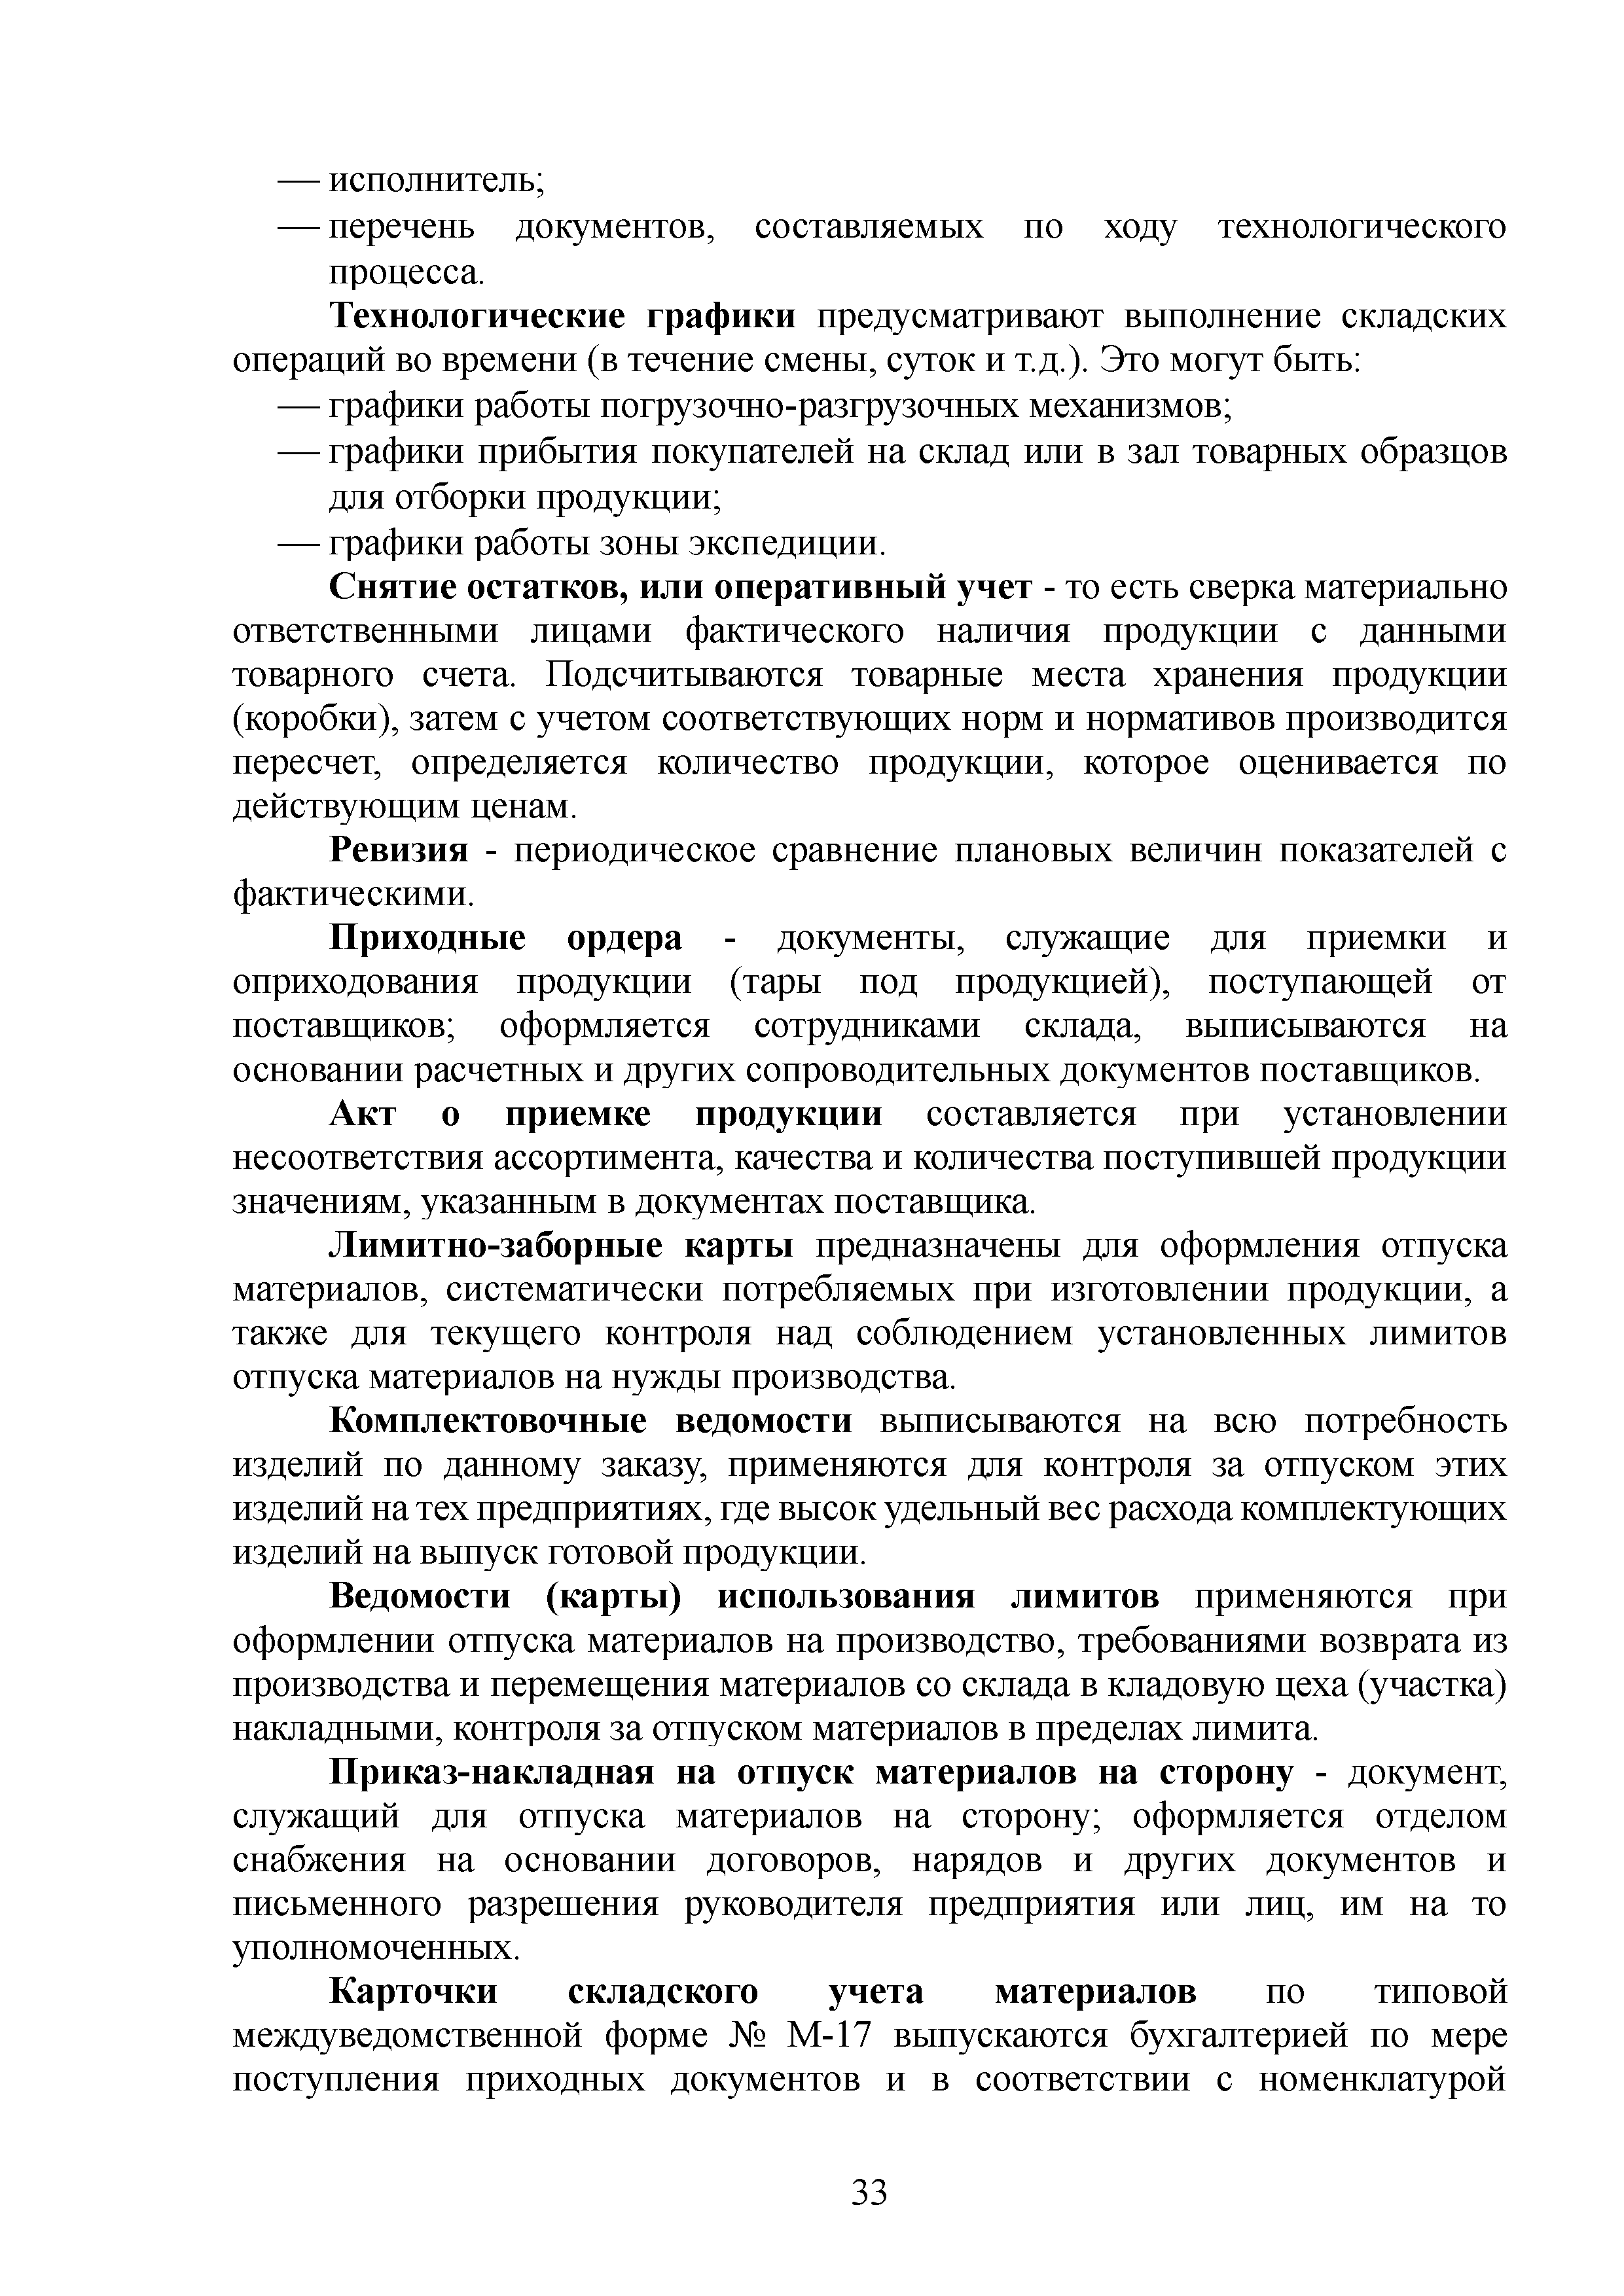 — исполнитель;
— перечень документов, составляемых по ходу технологического
процесса.
Технологические графики предусматривают выполнение складских
операций во времени (в течение смены, суток и т.д.). Это могут быть:
— графики работы погрузочно-разгрузочных механизмов;
— графики прибытия покупателей на склад или в зал товарных образцов
для отборки продукции;
— графики работы зоны экспедиции.
Снятие остатков, или оперативный учет - то есть сверка материально
ответственными лицами фактического наличия продукции с данными
товарного счета. Подсчитываются товарные места хранения продукции
(коробки), затем с учетом соответствующих норм и нормативов производится
пересчет, определяется количество продукции, которое оценивается по
действующим ценам.
Ревизия - периодическое сравнение плановых величин показателей с
фактическими.
Приходные ордера - документы, служащие для приемки и
оприходования продукции (тары под продукцией), поступающей от
поставщиков; оформляется сотрудниками склада, выписываются на
основании расчетных и других сопроводительных документов поставщиков.
Акт о приемке продукции составляется при установлении
несоответствия ассортимента, качества и количества поступившей продукции
значениям, указанным в документах поставщика.
Лимитно-заборные карты предназначены для оформления отпуска
материалов, систематически потребляемых при изготовлении продукции, а
также для текущего контроля над соблюдением установленных лимитов
отпуска материалов на нужды производства.
Комплектовочные ведомости выписываются на всю потребность
изделий по данному заказу, применяются для контроля за отпуском этих
изделий на тех предприятиях, где высок удельный вес расхода комплектующих
изделий на выпуск готовой продукции.
Ведомости (карты) использования лимитов применяются при
оформлении отпуска материалов на производство, требованиями возврата из
производства и перемещения материалов со склада в кладовую цеха (участка)
накладными, контроля за отпуском материалов в пределах лимита.
Приказ-накладная на отпуск материалов на сторону - документ,
служащий для отпуска материалов на сторону; оформляется отделом
снабжения на основании договоров, нарядов и других документов и
письменного разрешения руководителя предприятия или лиц, им на то
уполномоченных.
Карточки складского учета материалов по типовой
междуведомственной форме № М-17 выпускаются бухгалтерией по мере
поступления приходных документов и в соответствии с номенклатурой
33